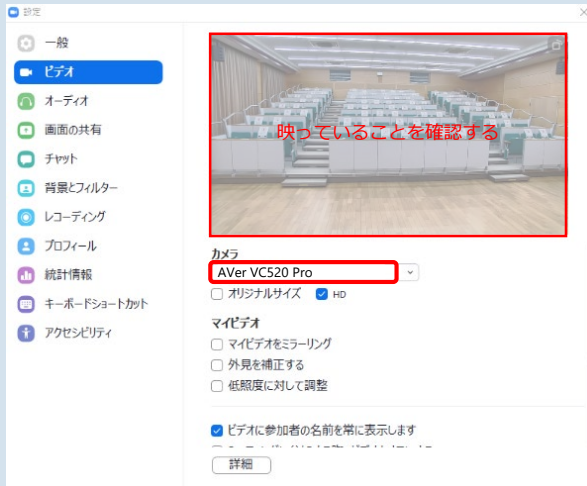 設定
一般
ビデオ
オーディオ
画面の共有
チャット
背景とフィルター
レコーディング
プロフィール
統計情報
キーボードショートカット
アクセシビリティ
映っていることを確認する
カメラ
AVer VC520 Pro
オリジナルサイズ HD
マイビデオ
マイビデオをミラーリング
外見を補正する
低照度に対して調整
ビデオに参加者の名前を常に表示します
詳細